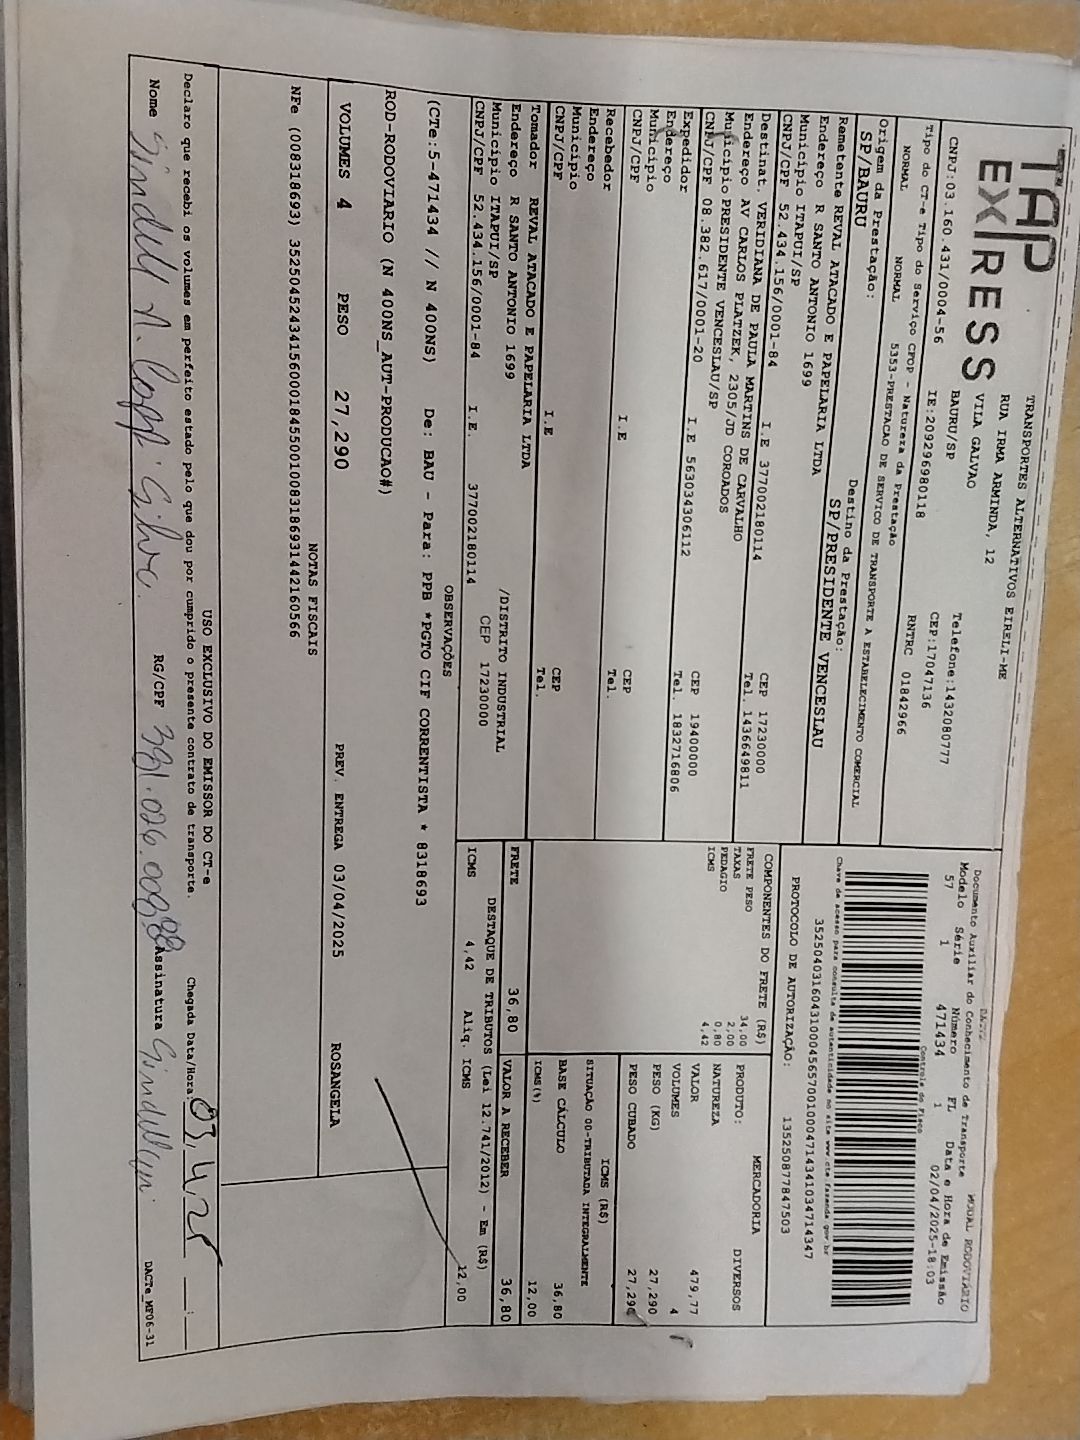 TAP
EXPRESS
TRANSPORTES ALTERNATIVOS EIRELI-ME
RUA IRMA ARMINDA, 12
VILA GALVAO
BAURU/SP
Telefone:1432080777
CEP:17047136
CNPJ:03.160.431/0004-56 IE:209296980118 RNTRC 01842966
Tipo do CT-e Tipo do Serviço CFOP - Natureza da Prestação
NORMAL NORMAL 5353-PRESTACAO DE SERVICO DE TRANSPORTE A ESTABELECIMENTO COMERCIAL
Origem da Prestação: Destino da Prestação:
SP/BAURU SP/PRESIDENTE VENCESLAU
DACTE MODAL RODOVIÁRIO
Documento Auxiliar do Conhecimento de Transporte
Modelo Série Número FL Data e Hora de Emissão
57 1 471434 1 02/04/2025-18:03
Controle do Fisco
Chave de acesso para consulta de autenticidade no site www.cte.fazenda.gov.br
35250403160431000456570010004714341034714347
PROTOCOLO DE AUTORIZAÇÃO: 135250877847503
Remetente REVAL ATACADO E PAPELARIA LTDA
Endereço R SANTO ANTONIO 1699
Município ITAPUI/SP CEP 17230000
CNPJ/CPF 52.434.156/0001-84 I.E 377002180114 Tel. 1436649811
Destinat. VERIDIANA DE PAULA MARTINS DE CARVALHO
Endereço AV CARLOS PLATZEK, 2305/JD COROADOS
Município PRESIDENTE VENCESLAU/SP CEP 19400000
CNPJ/CPF 08.382.617/0001-20 I.E 563034306112 Tel. 1832716806
Expedidor
Endereço
Município CEP
CNPJ/CPF I.E Tel.
Recebedor
Endereço
Município CEP
CNPJ/CPF I.E Tel.
Tomador REVAL ATACADO E PAPELARIA LTDA
Endereço R SANTO ANTONIO 1699 /DISTRITO INDUSTRIAL
Município ITAPUI/SP CEP 17230000
CNPJ/CPF 52.434.156/0001-84 I.E. 377002180114
COMPONENTES DO FRETE (R$)
FRETE PESO 34,00
TAXAS 2,00
PEDAGIO 0,80
ICMS 4,42
MERCADORIA
PRODUTO: DIVERSOS
NATUREZA
VALOR 479,77
VOLUMES 4
PESO (KG) 27,290
PESO CUBADO 27,290
ICMS (R$)
SITUAÇÃO 00-TRIBUTADA INTEGRALMENTE
BASE CÁLCULO 36,80
ICMS(%) 12,00
FRETE 36,80 VALOR A RECEBER 36,80
DESTAQUE DE TRIBUTOS (Lei 12.741/2012) - Em (R$)
ICMS 4,42 Aliq. ICMS 12,00
OBSERVAÇÕES
(CTe:5-471434 // N 400NS) De: BAU - Para: PPB *PGTO CIF CORRENTISTA * 8318693
ROD-RODOVIARIO (N 400NS_AUT-PRODUCAO#)
VOLUMES 4 PESO 27,290 PREV. ENTREGA 03/04/2025 ROSANGELA
NOTAS FISCAIS
NFe (008318693) 35250452434156000184550010083186931442160566
USO EXCLUSIVO DO EMISSOR DO CT-e
Declaro que recebi os volumes em perfeito estado pelo que dou por cumprido o presente contrato de transporte. Chegada Data/Hora: 03/4/25 __:__
Nome Silva. RG/CPF Assinatura
DACTe_MF06-31